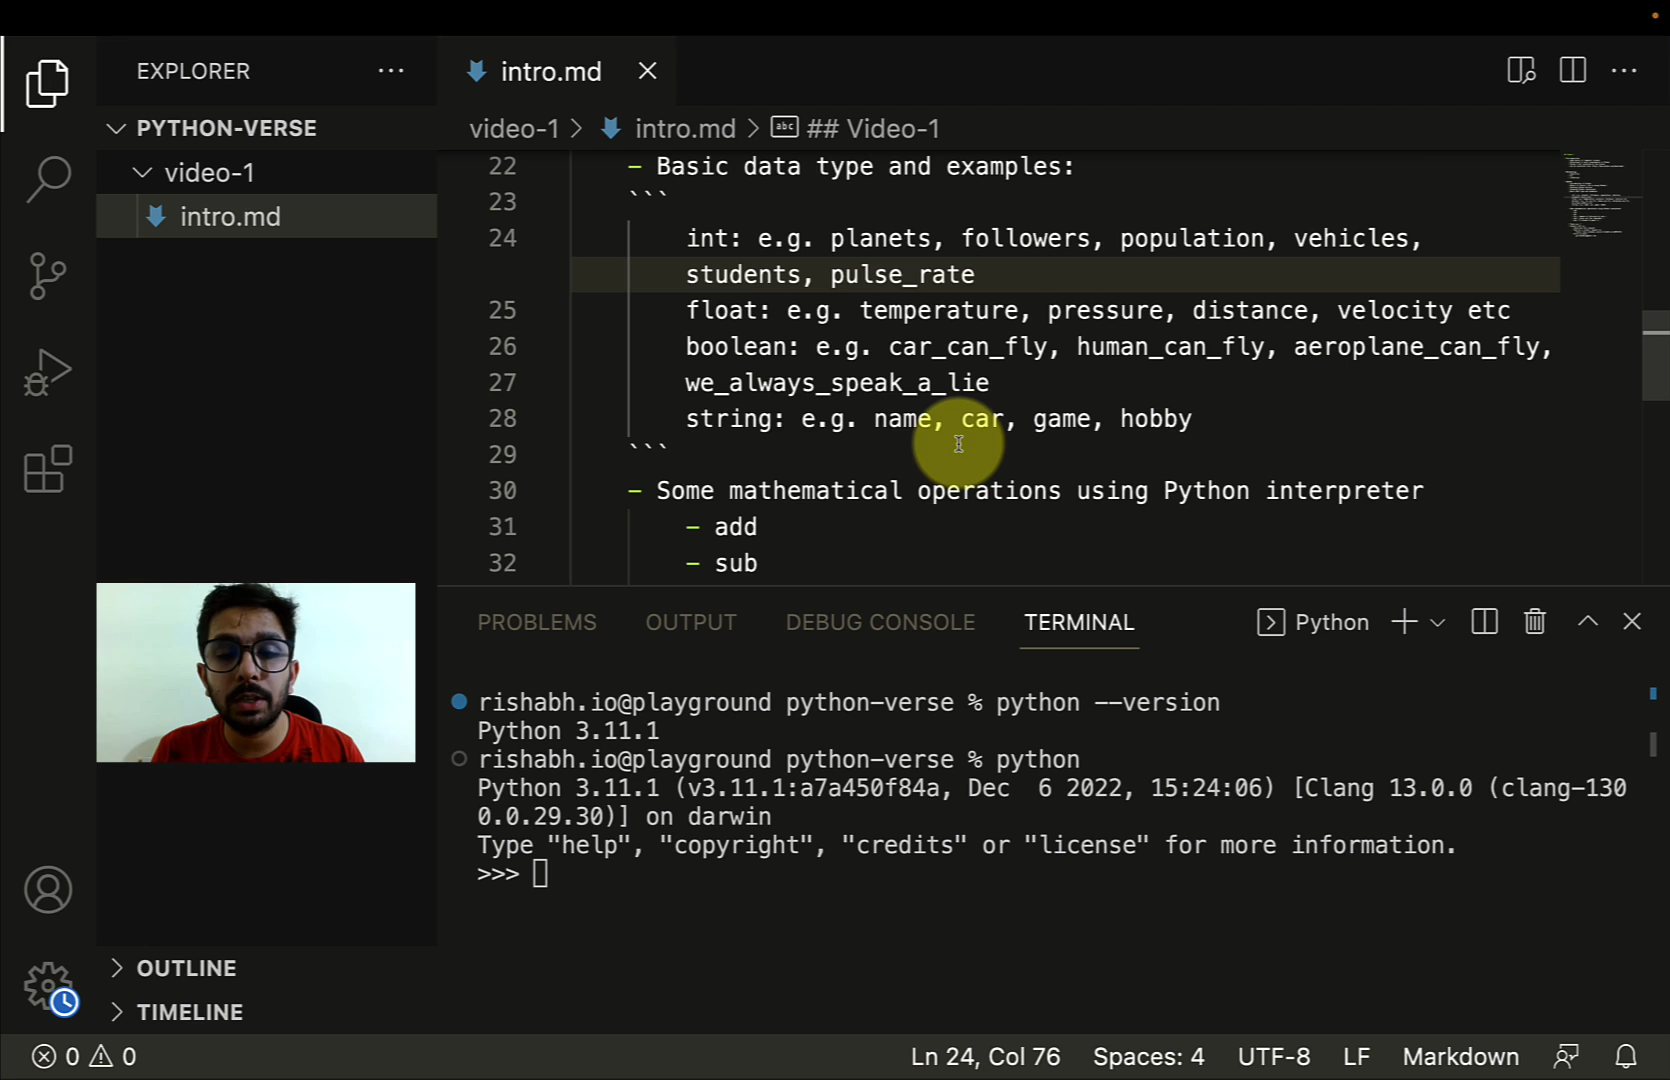 EXPLORER
intro.md
PYTHON-VERSE
video-1
intro.md
video-1 > intro.md > abc ## Video-1
22 - Basic data type and examples:
23 ```
24 int: e.g. planets, followers, population, vehicles,
students, pulse_rate
25 float: e.g. temperature, pressure, distance, velocity etc
26 boolean: e.g. car_can_fly, human_can_fly, aeroplane_can_fly,
27 we_always_speak_a_lie
28 string: e.g. name, car, game, hobby
29 ```
30 - Some mathematical operations using Python interpreter
31 - add
32 - sub
PROBLEMS OUTPUT DEBUG CONSOLE TERMINAL Python
rishabh.io@playground python-verse % python --version
Python 3.11.1
rishabh.io@playground python-verse % python
Python 3.11.1 (v3.11.1:a7a450f84a, Dec  6 2022, 15:24:06) [Clang 13.0.0 (clang-130
0.0.29.30)] on darwin
Type "help", "copyright", "credits" or "license" for more information.
>>>
OUTLINE
TIMELINE
0 0 Ln 24, Col 76 Spaces: 4 UTF-8 LF Markdown